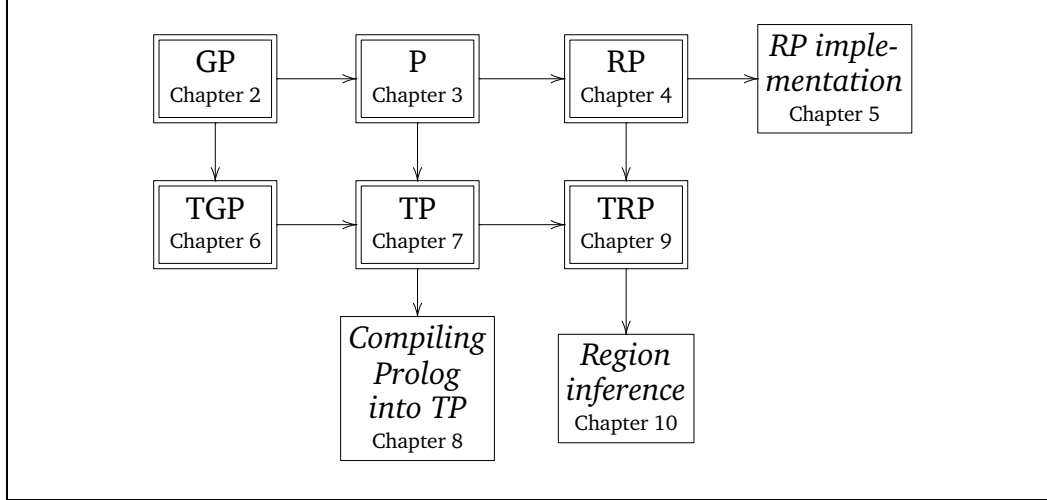 GP
Chapter 2
P
Chapter 3
RP
Chapter 4
RP imple-
mentation
Chapter 5
TGP
Chapter 6
TP
Chapter 7
TRP
Chapter 9
Compiling
Prolog
into TP
Chapter 8
Region
inference
Chapter 10